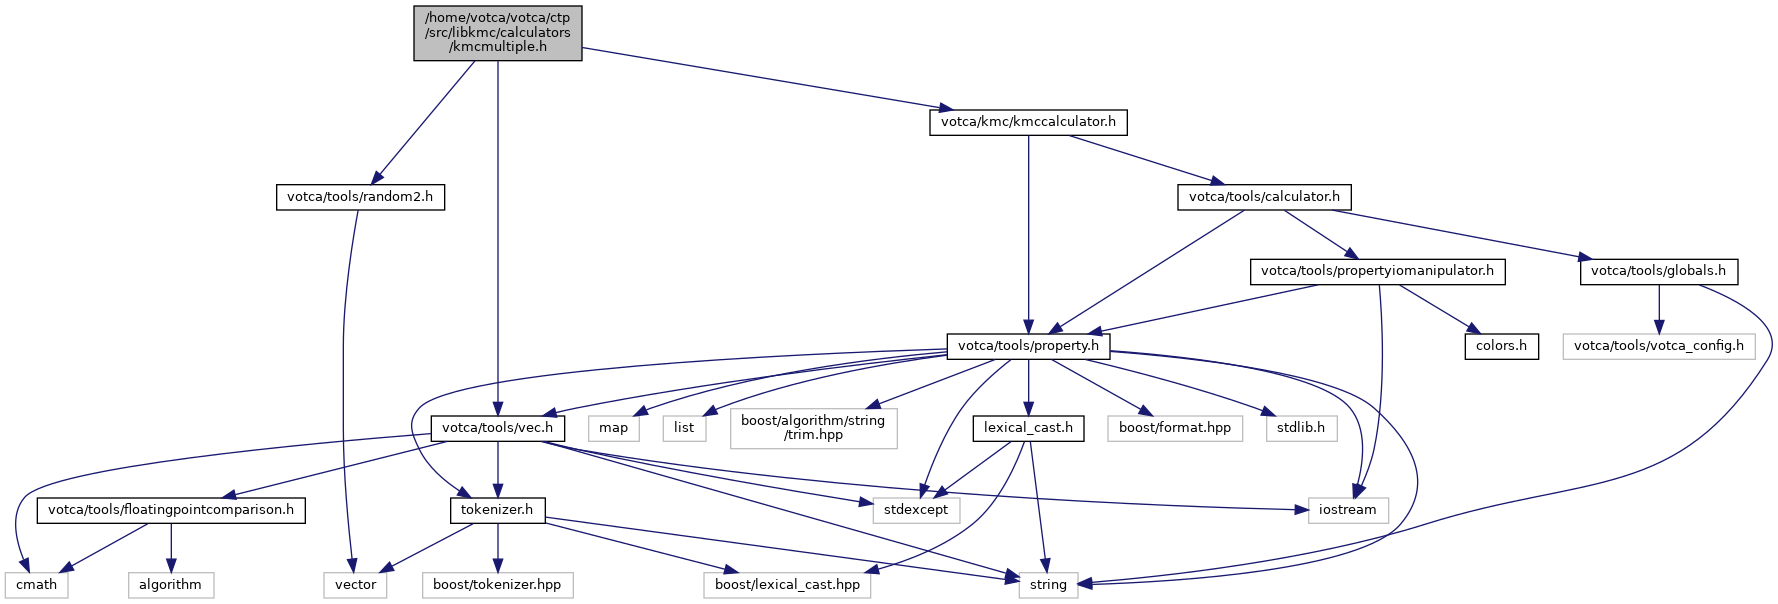 /home/votca/votca/ctp
/src/libkmc/calculators
/kmcmultiple.h
votca/kmc/kmccalculator.h
votca/tools/random2.h
votca/tools/calculator.h
votca/tools/propertyiomanipulator.h
votca/tools/globals.h
votca/tools/property.h
colors.h
votca/tools/votca_config.h
votca/tools/vec.h
map
list
boost/algorithm/string
/trim.hpp
lexical_cast.h
boost/format.hpp
stdlib.h
votca/tools/floatingpointcomparison.h
tokenizer.h
stdexcept
iostream
cmath
algorithm
vector
boost/tokenizer.hpp
boost/lexical_cast.hpp
string